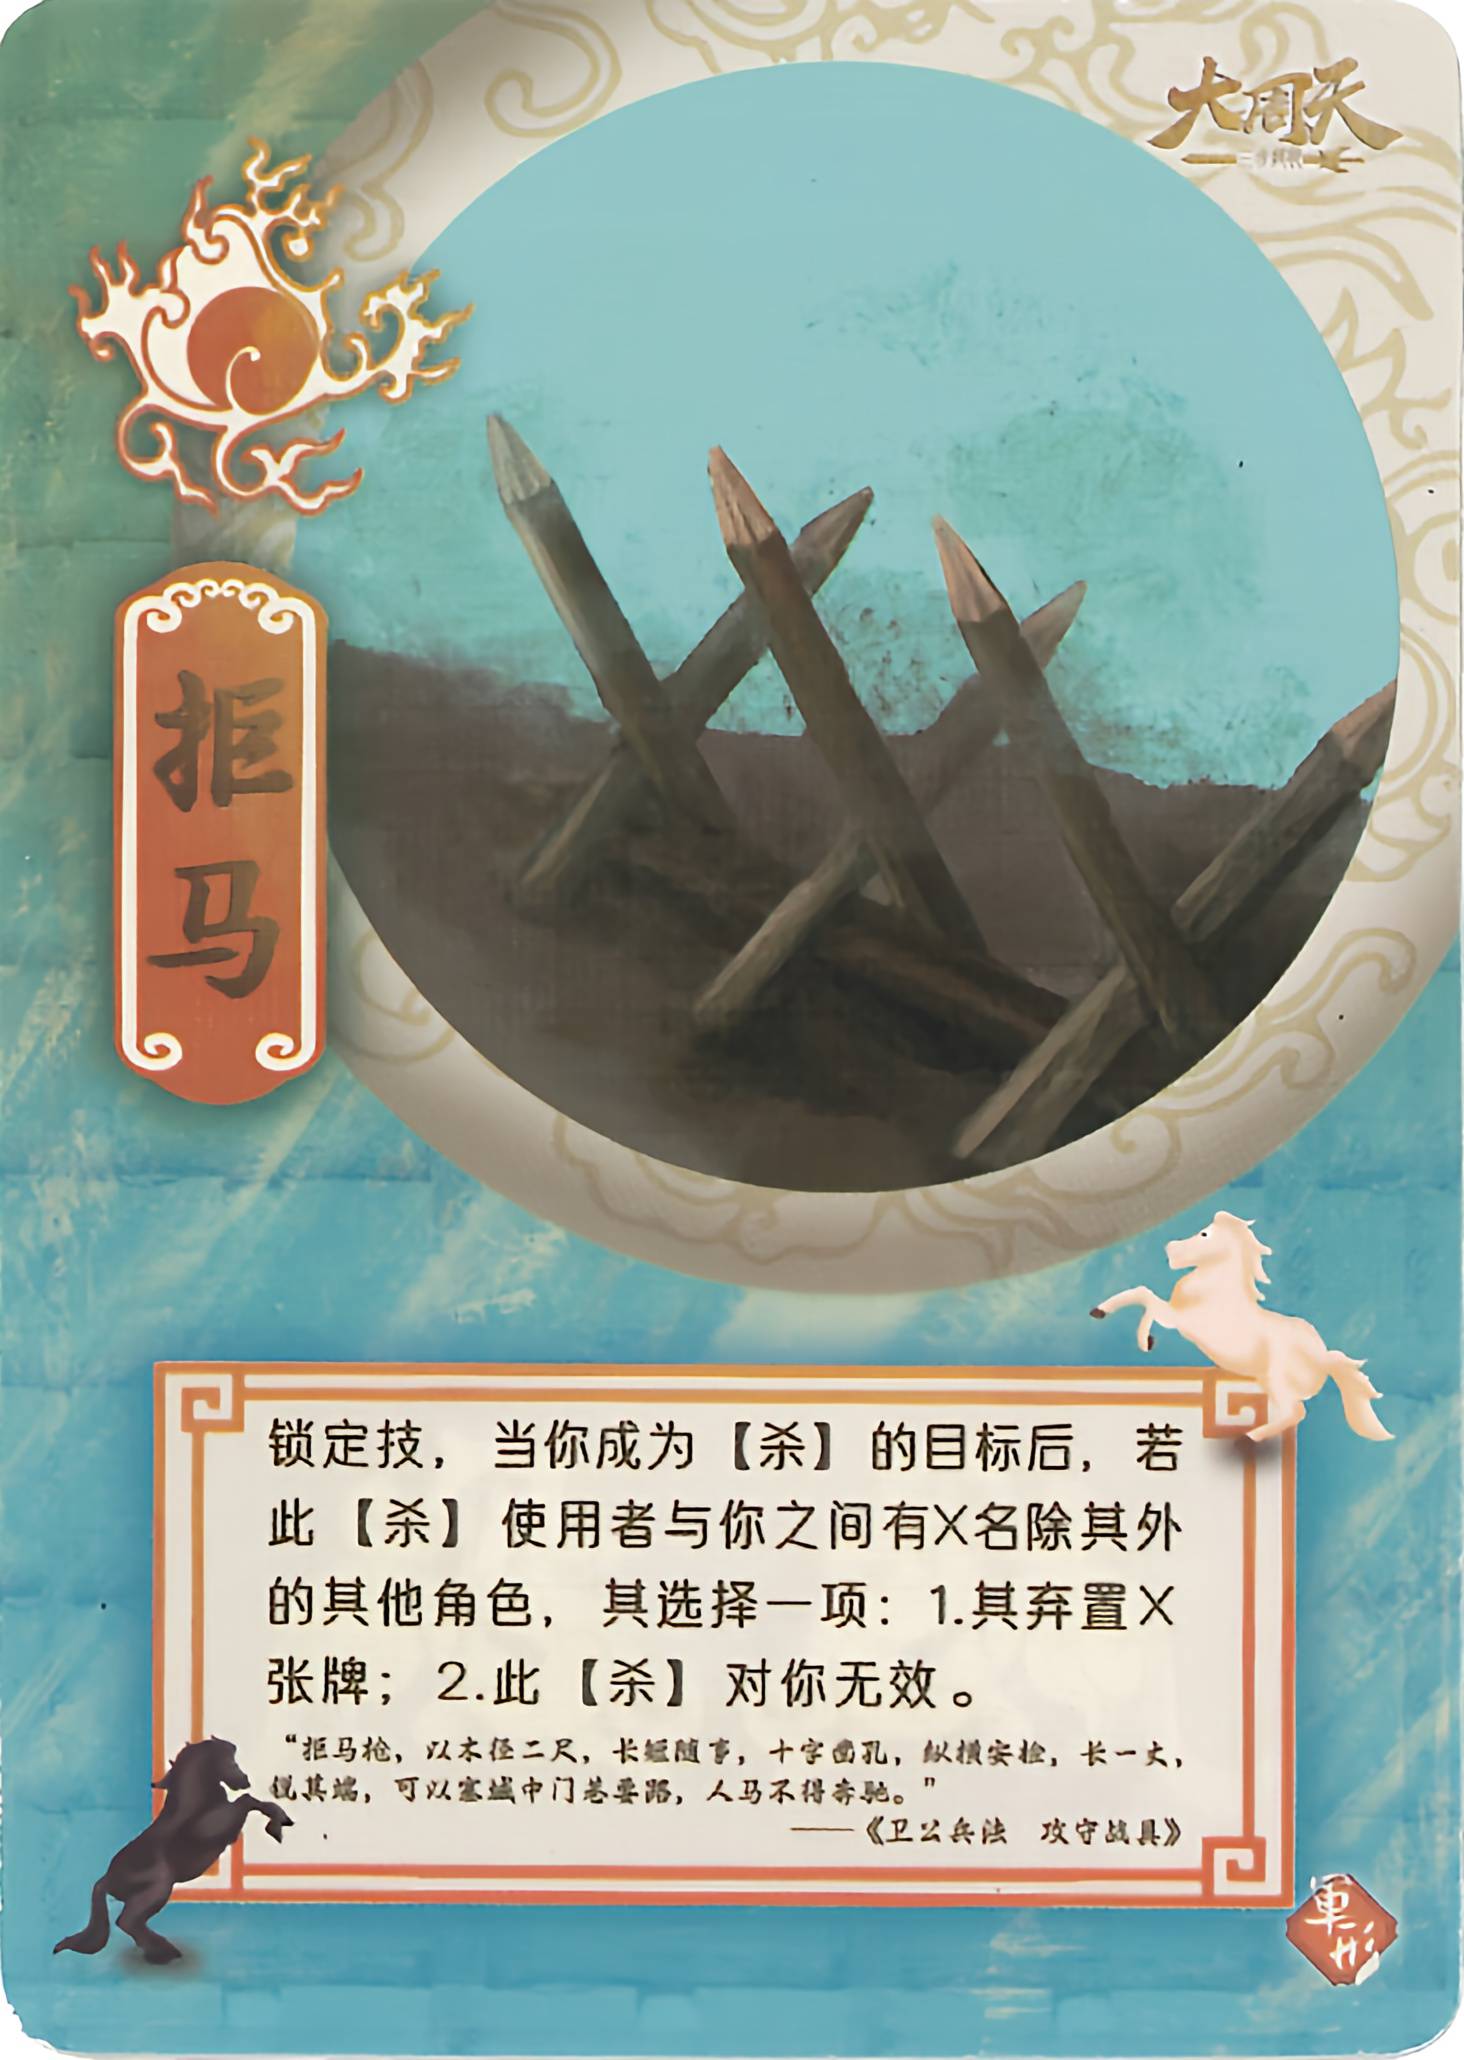 大周天
拒马
锁定技，当你成为【杀】的目标后，若
此【杀】使用者与你之间有X名除其外
的其他角色，其选择一项：1.其弃置X
张牌；2.此【杀】对你无效。
“拒马枪，以木径二尺，长短随事，十字凿孔，纵横安检，长一丈，
锐其端，可以塞城中门巷要路，人马不得奔驰。”
——《卫公兵法 攻守战具》
軍形